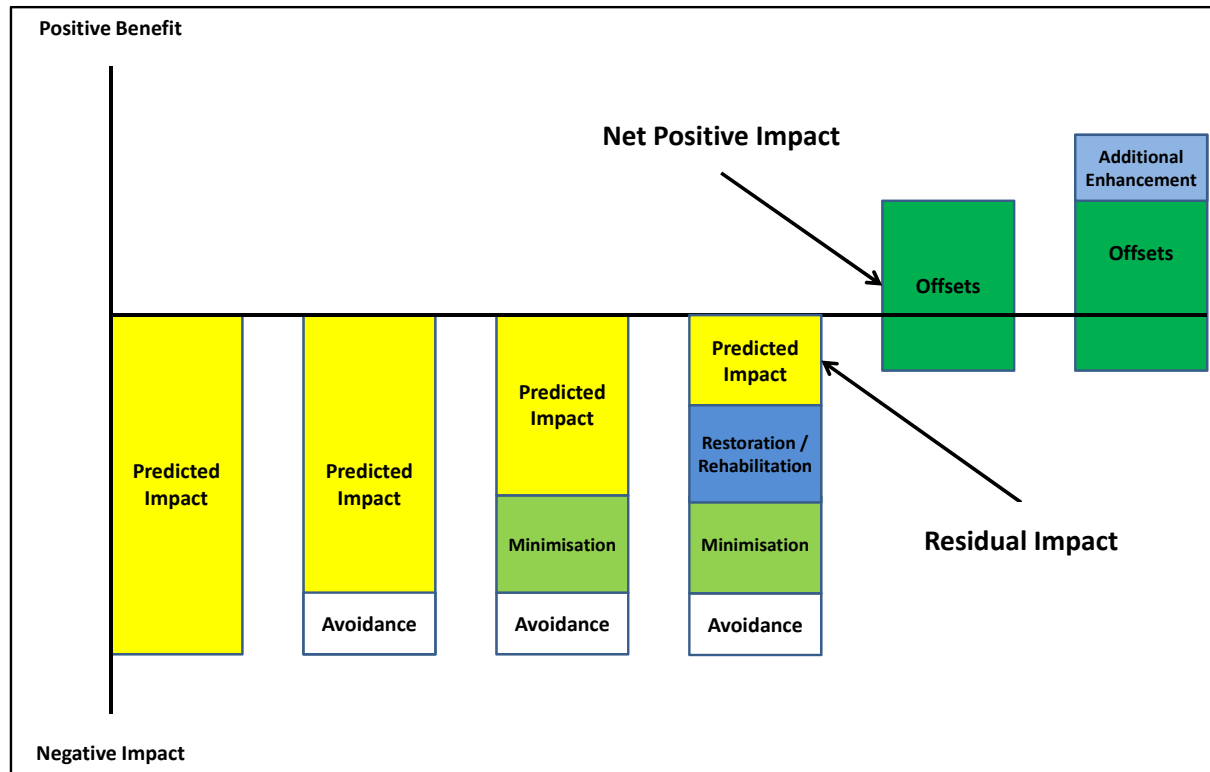 Positive Benefit
Net Positive Impact
Additional
Enhancement
Offsets
Offsets
Predicted
Impact
Predicted
Impact
Avoidance
Predicted
Impact
Minimisation
Avoidance
Predicted
Impact
Restoration /
Rehabilitation
Minimisation
Avoidance
Residual Impact
Negative Impact